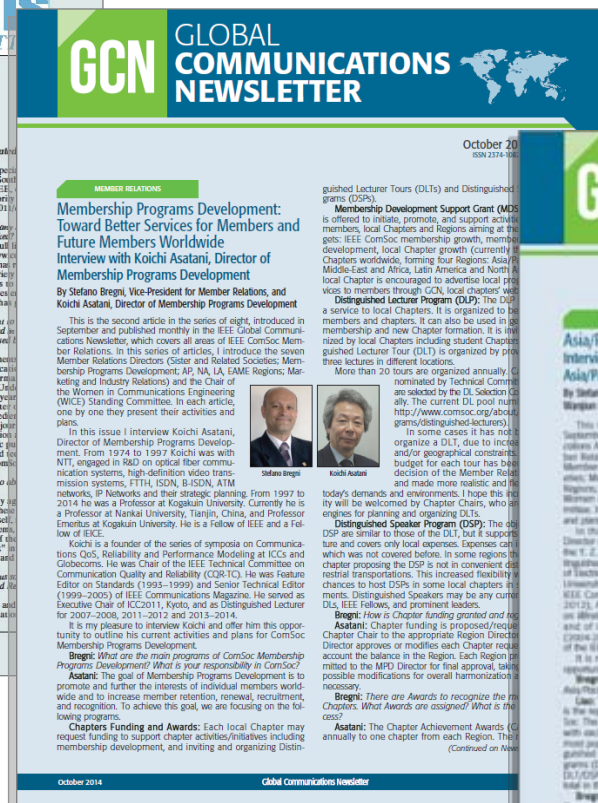 GCN
GLOBAL
COMMUNICATIONS
NEWSLETTER
October 20
ISSN 2374-108
MEMBER RELATIONS
Membership Programs Development:
Toward Better Services for Members and
Future Members Worldwide
Interview with Koichi Asatani, Director of
Membership Programs Development
By Stefano Bregni, Vice-President for Member Relations, and
Koichi Asatani, Director of Membership Programs Development
This is the second article in the series of eight, introduced in
September and published monthly in the IEEE Global Communi-
cations Newsletter, which covers all areas of IEEE ComSoc Mem-
ber Relations. In this series of articles, I introduce the seven
Member Relations Directors (Sister and Related Societies; Mem-
bership Programs Development; AP, NA, LA, EAME Regions; Mar-
keting and Industry Relations) and the Chair of
the Women in Communications Engineering
(WICE) Standing Committee. In each article,
one by one they present their activities and
plans.
In this issue I interview Koichi Asatani,
Director of Membership Programs Develop-
ment. From 1974 to 1997 Koichi was with
NTT, engaged in R&D on optical fiber commu-
nication systems, high-definition video trans-
mission systems, FTTH, ISDN, B-ISDN, ATM
networks, IP Networks and their strategic planning. From 1997 to
2014 he was a Professor at Kogakuin University. Currently he is
a Professor at Nankai University, Tianjin, China, and Professor
Emeritus at Kogakuin University. He is a Fellow of IEEE and a Fel-
low of IEICE.
Koichi is a founder of the series of symposia on Communica-
tions QoS, Reliability and Performance Modeling at ICCs and
Globecoms. He was Chair of the IEEE Technical Committee on
Communication Quality and Reliability (CQR-TC). He was Feature
Editor on Standards (1993–1999) and Senior Technical Editor
(1999–2005) of IEEE Communications Magazine. He served as
Executive Chair of ICC2011, Kyoto, and as Distinguished Lecturer
for 2007–2008, 2011–2012 and 2013–2014.
It is my pleasure to interview Koichi and offer him this oppor-
tunity to outline his current activities and plans for ComSoc
Membership Programs Development.
Bregni: What are the main programs of ComSoc Membership
Programs Development? What is your responsibility in ComSoc?
Asatani: The goal of Membership Programs Development is to
promote and further the interests of individual members world-
wide and to increase member retention, renewal, recruitment,
and recognition. To achieve this goal, we are focusing on the fol-
lowing programs.
Chapters Funding and Awards: Each local Chapter may
request funding to support chapter activities/initiatives including
membership development, and inviting and organizing Distin-
Stefano Bregni
Koichi Asatani
guished Lecturer Tours (DLTs) and Distinguished
grams (DSPs).
Membership Development Support Grant (MDS
is offered to initiate, promote, and support activiti
members, local Chapters and Regions aiming at the
gets: IEEE ComSoc membership growth, member
development, local Chapter growth (currently th
Chapters worldwide, forming four Regions: Asia/P
Middle-East and Africa, Latin America and North A
local Chapter is encouraged to advertise local pro
vices to members through GCN, local chapters' web
Distinguished Lecturer Program (DLP): The DLP
a service to local Chapters. It is organized to be
members and chapters. It can also be used in ge
membership and new Chapter formation. It is invi
nized by local Chapters including student Chapters
guished Lecturer Tour (DLT) is organized by prov
three lectures in different locations.
More than 20 tours are organized annually. C
nominated by Technical Committ
are selected by the DL Selection Co
ally. The current DL pool num
http://www.comsoc.org/about/
grams/distinguished-lecturers).
In some cases it has not b
organize a DLT, due to increa
and/or geographical constraints.
budget for each tour has bee
decision of the Member Relat
and made more realistic and fle
today's demands and environments. I hope this inc
ity will be welcomed by Chapter Chairs, who are
engines for planning and organizing DLTs.
Distinguished Speaker Program (DSP): The obj
DSP are similar to those of the DLT, but it supports
ture and covers only local expenses. Expenses can i
which was not covered before. In some regions th
chapter proposing the DSP is not in convenient dist
restrial transportations. This increased flexibility w
chances to host DSPs in some local chapters in s
ments. Distinguished Speakers may be any curren
DLs, IEEE Fellows, and prominent leaders.
Bregni: How is Chapter funding granted and reg
Asatani: Chapter funding is proposed/reque
Chapter Chair to the appropriate Region Director
Director approves or modifies each Chapter reque
account the balance in the Region. Each Region pr
mitted to the MPD Director for final approval, taking
possible modifications for overall harmonization a
necessary.
Bregni: There are Awards to recognize the m
Chapters. What Awards are assigned? What is the
cess?
Asatani: The Chapter Achievement Awards (C
annually to one chapter from each Region. The
(Continued on New
October 2014
Global Communications Newsletter